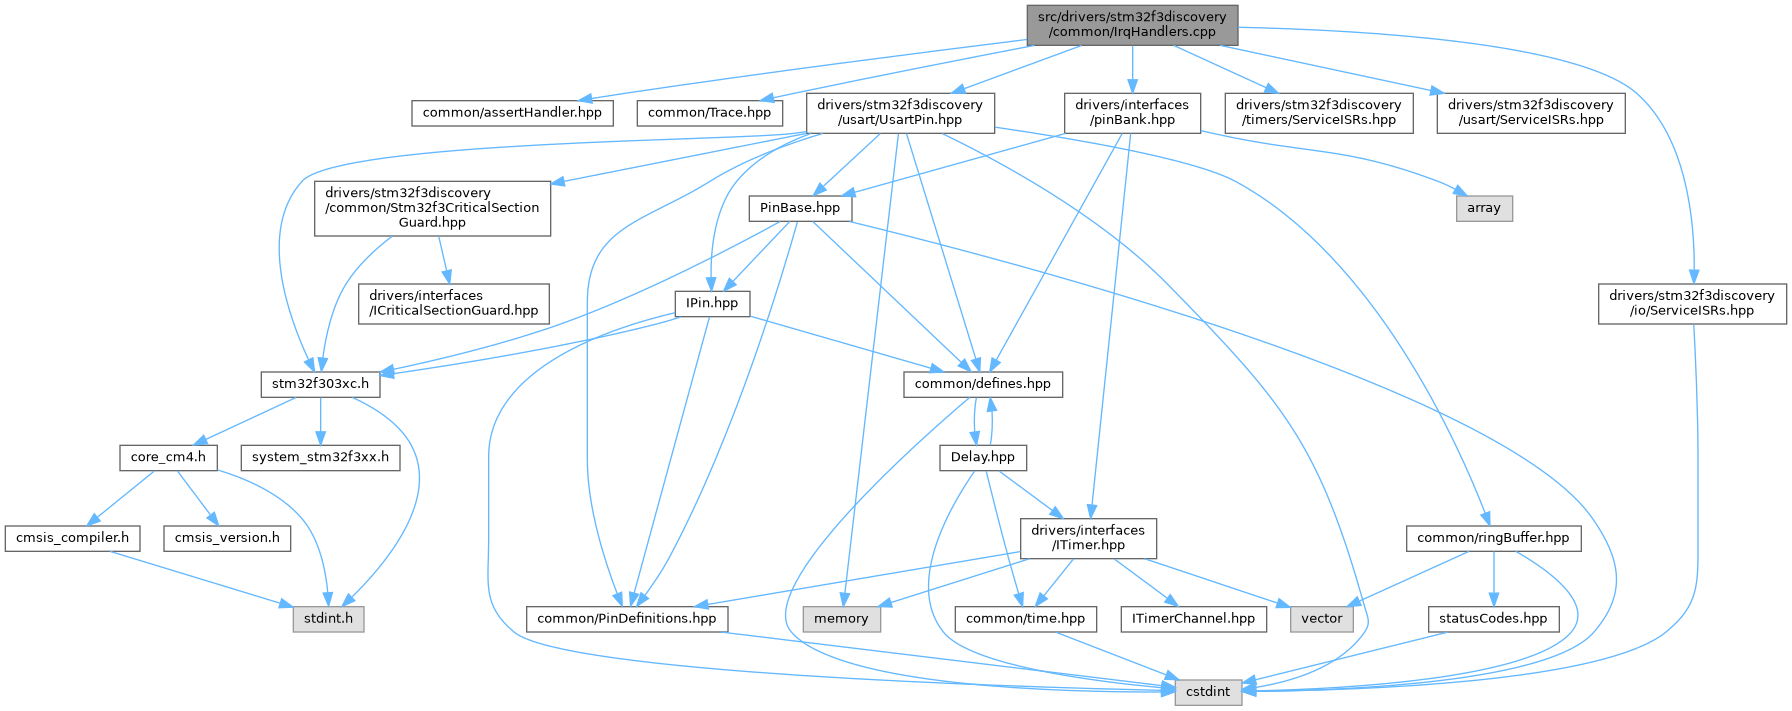 src/drivers/stm32f3discovery
/common/IrqHandlers.cpp
common/assertHandler.hpp
common/Trace.hpp
drivers/stm32f3discovery
/usart/UsartPin.hpp
drivers/interfaces
/pinBank.hpp
drivers/stm32f3discovery
/timers/ServiceISRs.hpp
drivers/stm32f3discovery
/usart/ServiceISRs.hpp
drivers/stm32f3discovery
/common/Stm32f3CriticalSection
Guard.hpp
PinBase.hpp
array
drivers/interfaces
/ICriticalSectionGuard.hpp
IPin.hpp
drivers/stm32f3discovery
/io/ServiceISRs.hpp
stm32f303xc.h
common/defines.hpp
core_cm4.h
system_stm32f3xx.h
Delay.hpp
cmsis_compiler.h
cmsis_version.h
drivers/interfaces
/ITimer.hpp
common/ringBuffer.hpp
stdint.h
common/PinDefinitions.hpp
memory
common/time.hpp
ITimerChannel.hpp
vector
statusCodes.hpp
cstdint